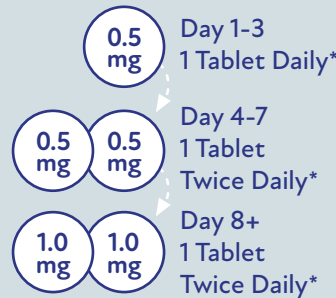 0.5
mg
Day 1-3
1 Tablet Daily*
0.5
mg
0.5
mg
Day 4-7
1 Tablet
Twice Daily*
1.0
mg
1.0
mg
Day 8+
1 Tablet
Twice Daily*